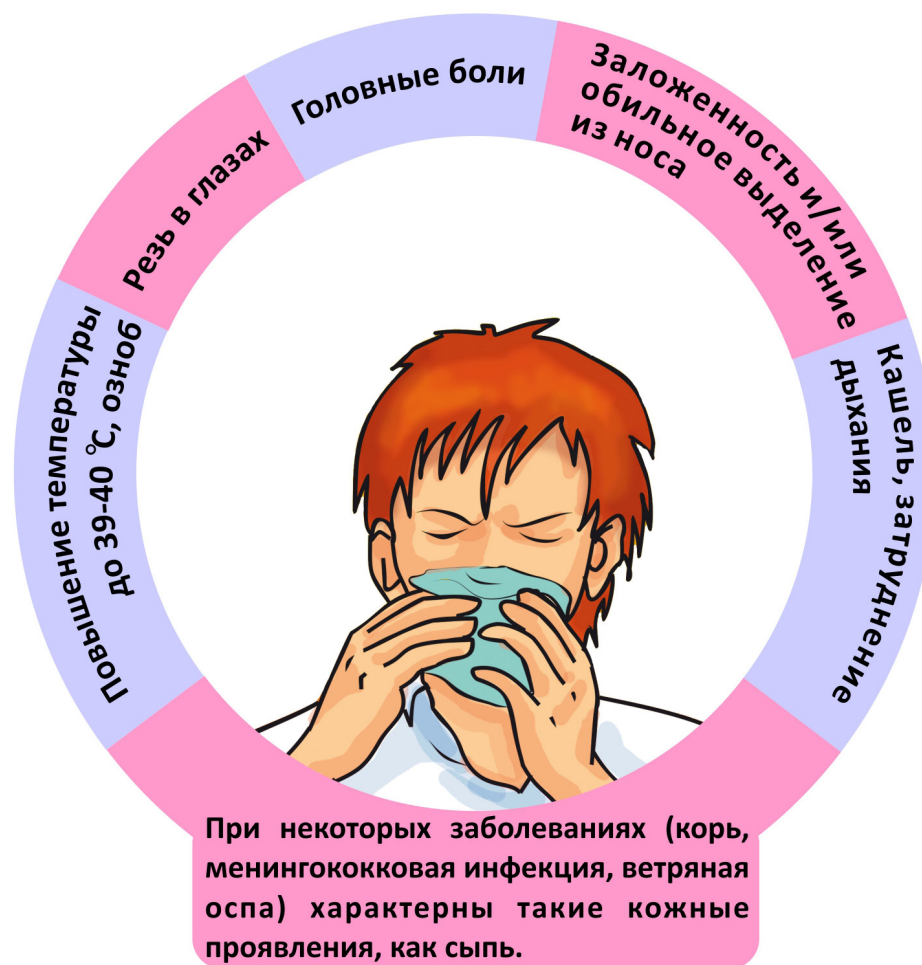 Повышение температуры
до 39-40 °С, озноб
Резь в глазах
Головные боли
Заложенность и/или
обильное выделение
из носа
Кашель, затруднение
дыхания
При некоторых заболеваниях (корь,
менингококковая инфекция, ветряная
оспа) характерны такие кожные
проявления, как сыпь.